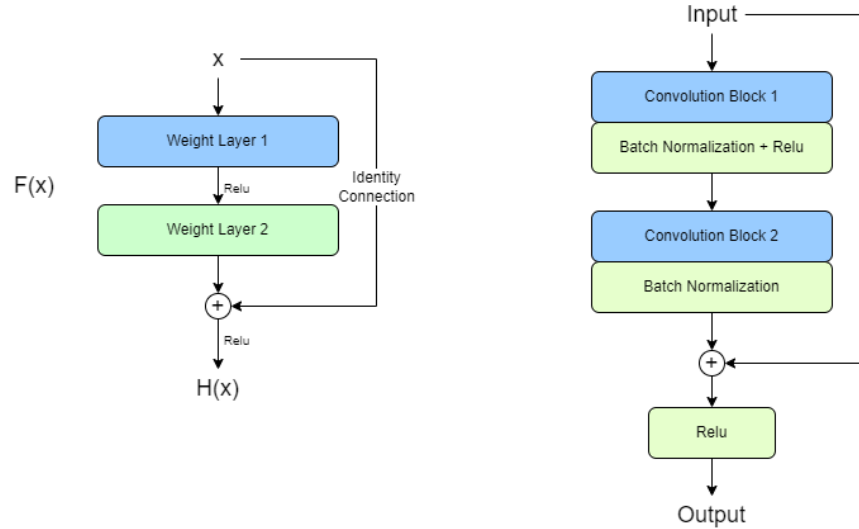 x
Weight Layer 1
Relu
F(x)
Identity
Connection
Weight Layer 2
+
Relu
H(x)
Input
Convolution Block 1
Batch Normalization + Relu
Convolution Block 2
Batch Normalization
+
Relu
Output